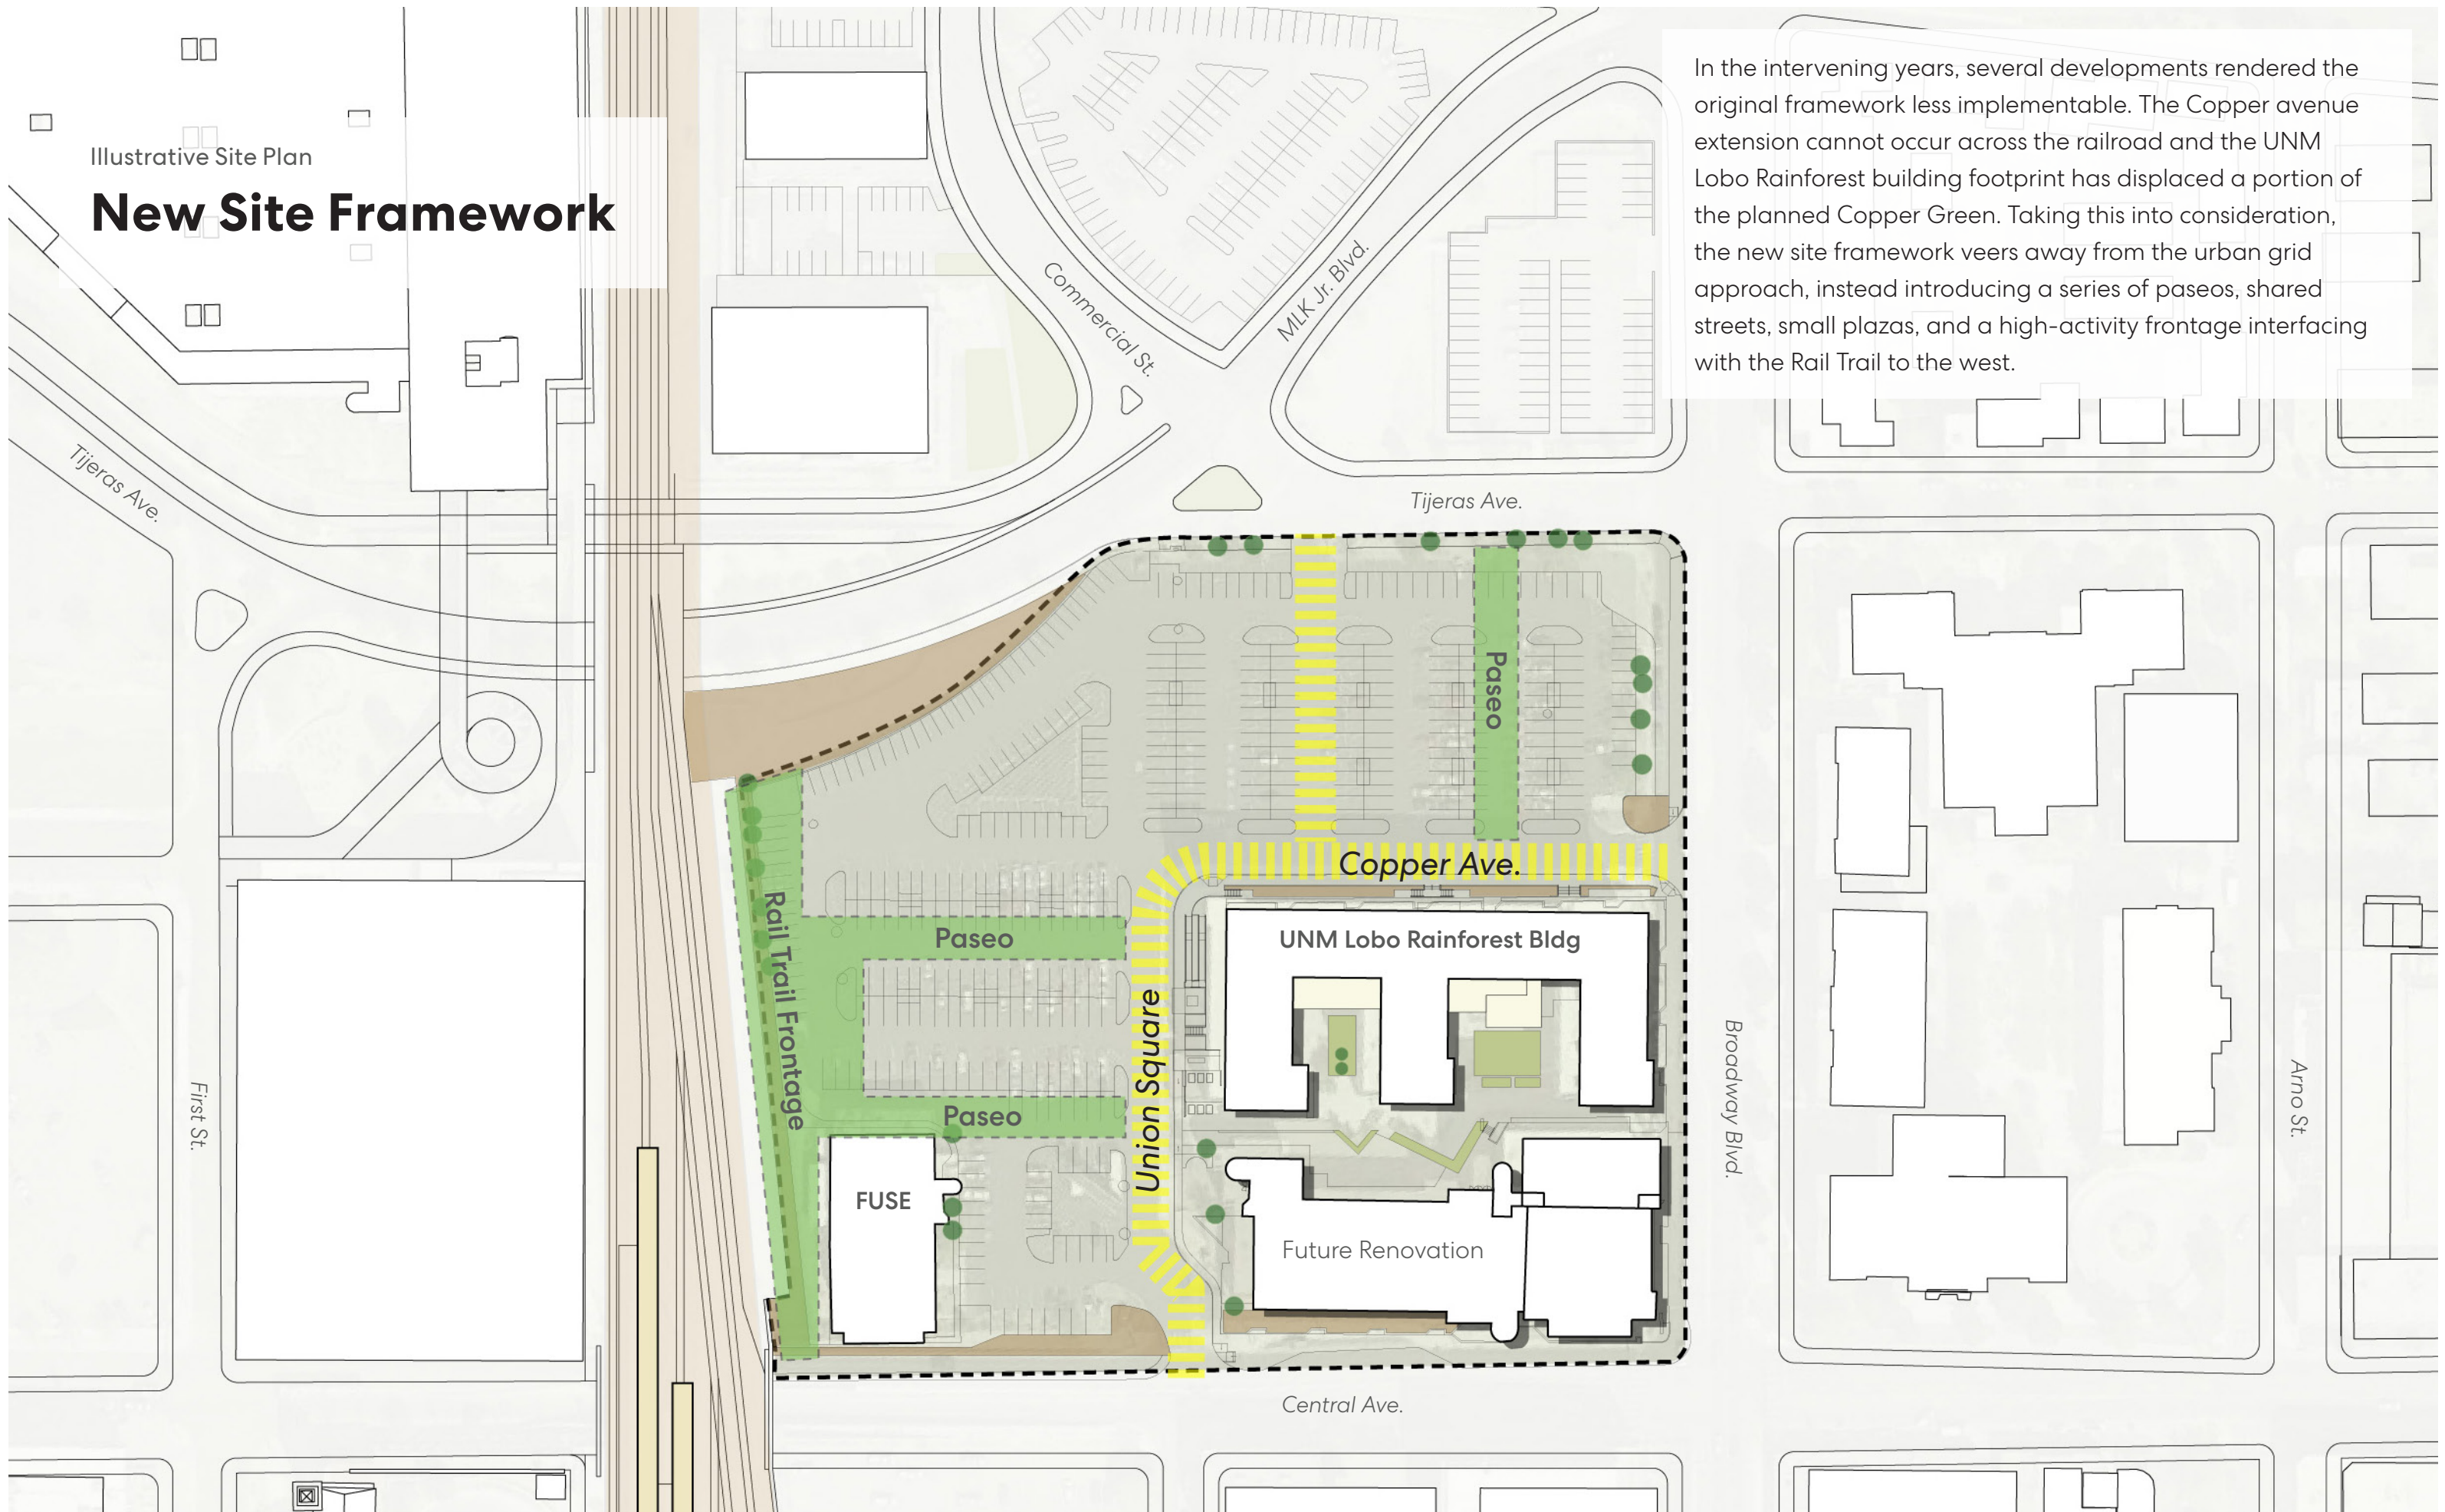 Illustrative Site Plan
New Site Framework
In the intervening years, several developments rendered the
original framework less implementable. The Copper avenue
extension cannot occur across the railroad and the UNM
Lobo Rainforest building footprint has displaced a portion of
the planned Copper Green. Taking this into consideration,
the new site framework veers away from the urban grid
approach, instead introducing a series of paseos, shared
streets, small plazas, and a high-activity frontage interfacing
with the Rail Trail to the west.
Commercial St.
MLK Jr. Blvd.
Tijeras Ave.
Tijeras Ave.
Paseo
Copper Ave.
Rail Trail Frontage
Paseo
UNM Lobo Rainforest Bldg
Union Square
Broadway Blvd.
First St.
Arno St.
Paseo
FUSE
Future Renovation
Central Ave.